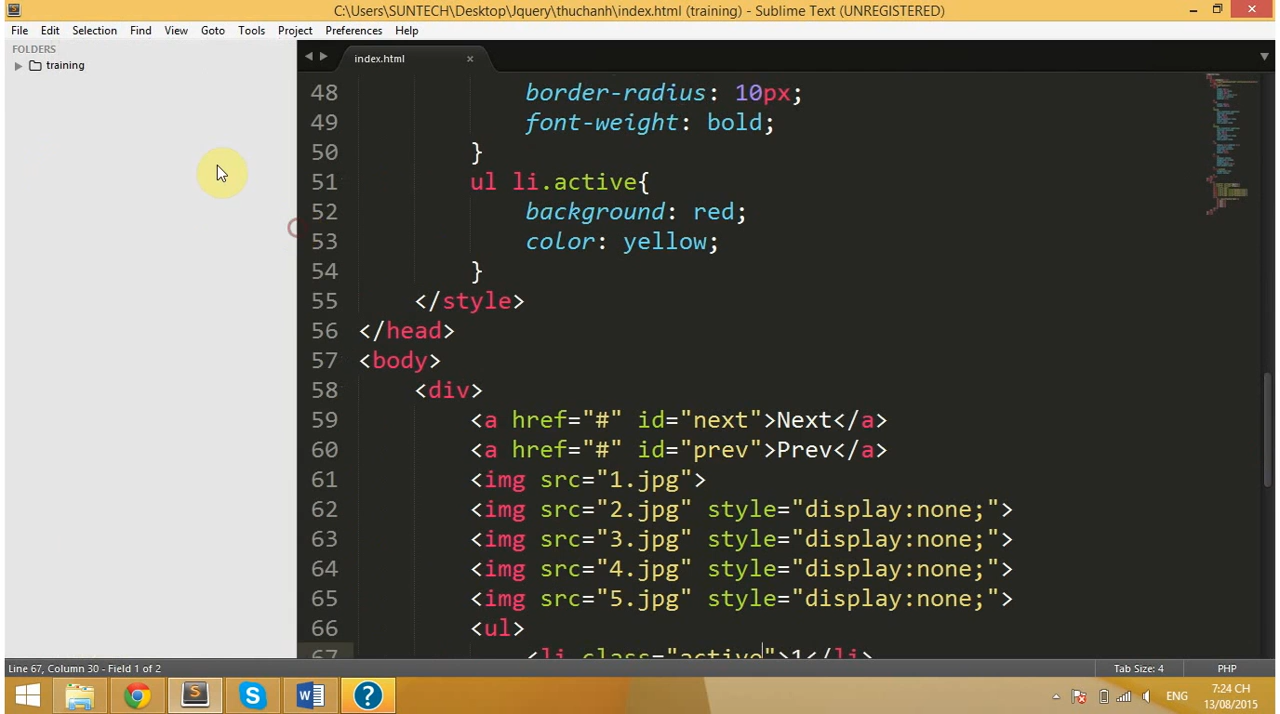 C:\Users\SUNTECH\Desktop\Jquery\thuchanh\index.html (training) - Sublime Text (UNREGISTERED)
File Edit Selection Find View Goto Tools Project Preferences Help
FOLDERS
training
index.html
48 border-radius: 10px;
49 font-weight: bold;
50 }
51 ul li.active{
52 background: red;
53 color: yellow;
54 }
55 </style>
56 </head>
57 <body>
58 <div>
59 <a href="#" id="next">Next</a>
60 <a href="#" id="prev">Prev</a>
61 <img src="1.jpg">
62 <img src="2.jpg" style="display:none;">
63 <img src="3.jpg" style="display:none;">
64 <img src="4.jpg" style="display:none;">
65 <img src="5.jpg" style="display:none;">
66 <ul>
67 <li class="active">1</li>
Line 67, Column 30 - Field 1 of 2
Tab Size: 4
PHP
ENG
7:24 CH
13/08/2015